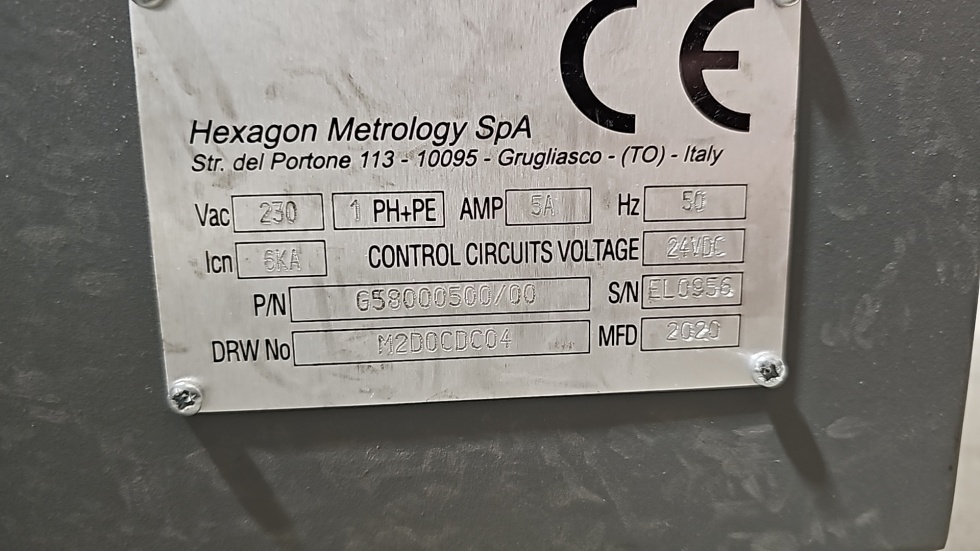 CE
Hexagon Metrology SpA
Str. del Portone 113 - 10095 - Grugliasco - (TO) - Italy
Vac 230 1 PH+PE AMP 5A Hz 50
Icn 6KA CONTROL CIRCUITS VOLTAGE 24VDC
P/N G58000500/00 S/N EL0956
DRW No M2D0CDC04 MFD 2020